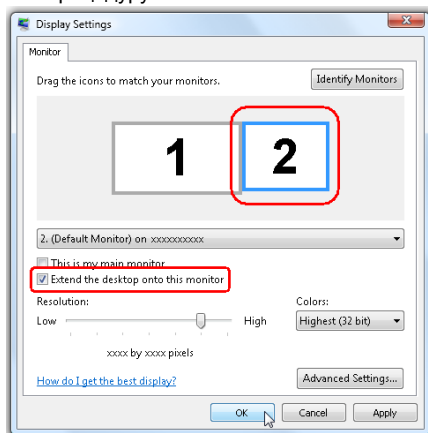 Display Settings
Monitor
Drag the icons to match your monitors.
Identify Monitors
1
2
2. (Default Monitor) on xxxxxxxxxx
This is my main monitor
Extend the desktop onto this monitor
Resolution:
Colors:
Low
High
Highest (32 bit)
xxxx by xxxx pixels
How do I get the best display?
Advanced Settings...
OK
Cancel
Apply